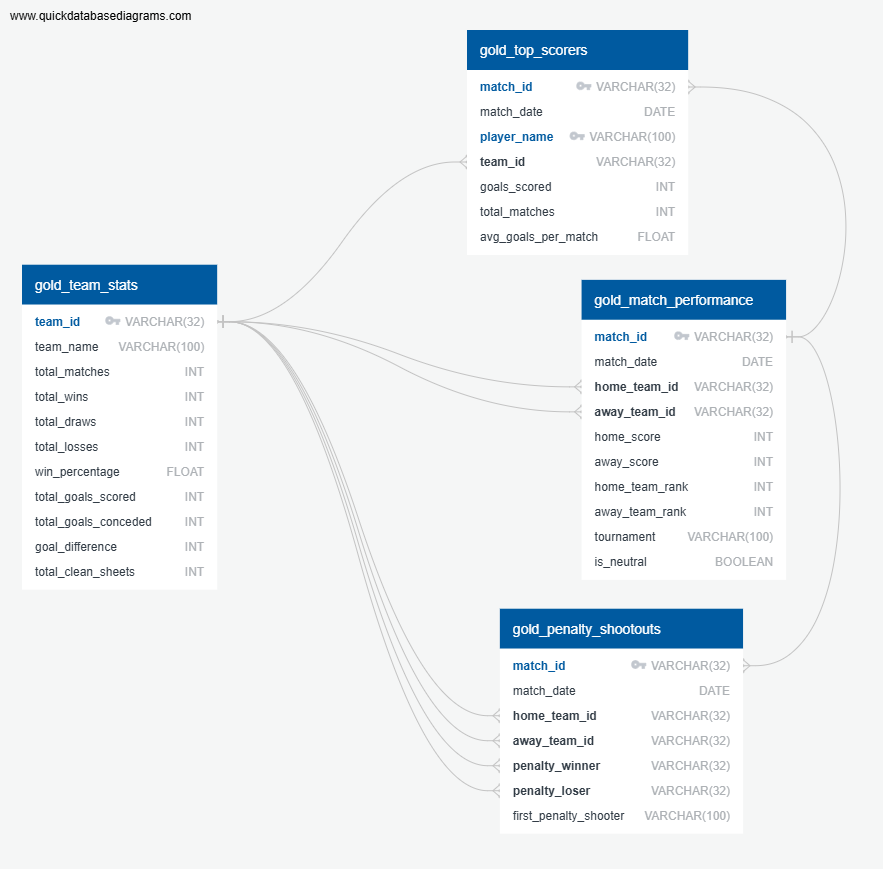 www.quickdatabasediagrams.com
gold_top_scorers
match_id VARCHAR(32)
match_date DATE
player_name VARCHAR(100)
team_id VARCHAR(32)
goals_scored INT
total_matches INT
avg_goals_per_match FLOAT
gold_team_stats
team_id VARCHAR(32)
team_name VARCHAR(100)
total_matches INT
total_wins INT
total_draws INT
total_losses INT
win_percentage FLOAT
total_goals_scored INT
total_goals_conceded INT
goal_difference INT
total_clean_sheets INT
gold_match_performance
match_id VARCHAR(32)
match_date DATE
home_team_id VARCHAR(32)
away_team_id VARCHAR(32)
home_score INT
away_score INT
home_team_rank INT
away_team_rank INT
tournament VARCHAR(100)
is_neutral BOOLEAN
gold_penalty_shootouts
match_id VARCHAR(32)
match_date DATE
home_team_id VARCHAR(32)
away_team_id VARCHAR(32)
penalty_winner VARCHAR(32)
penalty_loser VARCHAR(32)
first_penalty_shooter VARCHAR(100)